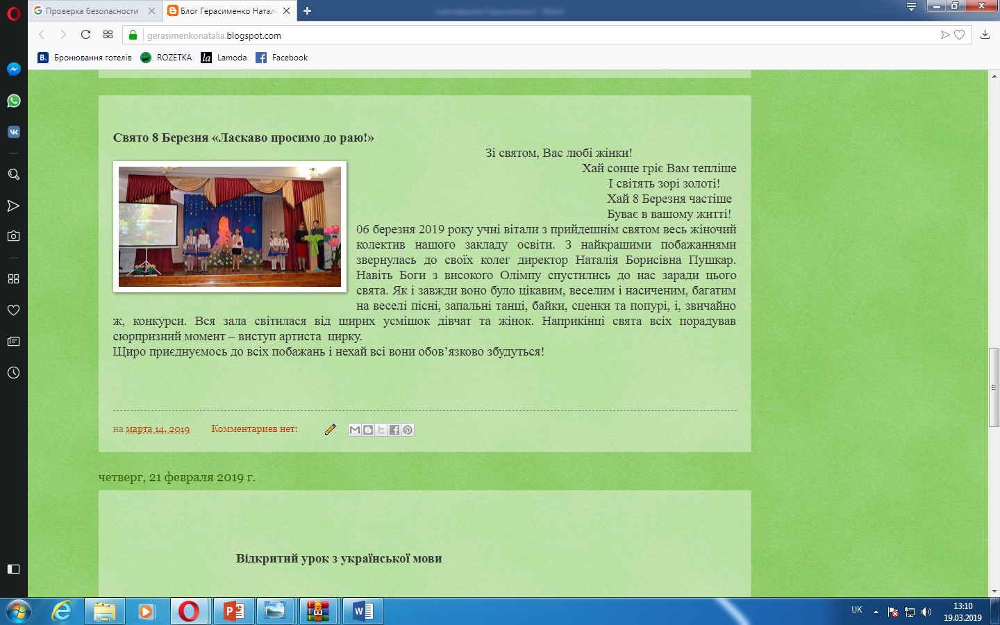 Проверка безопасности
Блог Герасименко Наталі
gerasimenkonatalia.blogspot.com
B. Бронювання готелів
ROZETKA
la Lamoda
Facebook
Свято 8 Березня «Ласкаво просимо до раю!»
Зі святом, Вас любі жінки!
Хай сонце гріє Вам тепліше
І світять зорі золоті!
Хай 8 Березня частіше
Буває в вашому житті!
06 березня 2019 року учні вітали з прийдешнім святом весь жіночий
колектив нашого закладу освіти. З найкращими побажаннями
звернулась до своїх колег директор Наталія Борисівна Пушкар.
Навіть Боги з високого Олімпу спустились до нас заради цього
свята. Як і завжди воно було цікавим, веселим і насиченим, багатим
на веселі пісні, запальні танці, байки, сценки та попурі, і, звичайно
ж, конкурси. Вся зала світилася від щирих усмішок дівчат та жінок. Наприкінці свята всіх порадував
сюрпризний момент – виступ артиста цирку.
Щиро приєднуємось до всіх побажань і нехай всі вони обов’язково збудуться!
на марта 14, 2019
Комментариев нет:
четверг, 21 февраля 2019 г.
Відкритий урок з української мови
UK
13:10
19.03.2019